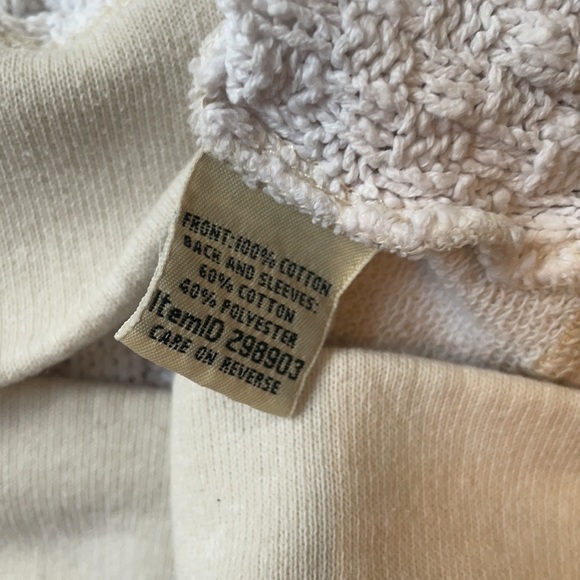 FRONT:100% COTTON
BACK AND SLEEVES:
60% COTTON
40% POLYESTER
ItemID 298903
CARE ON REVERSE